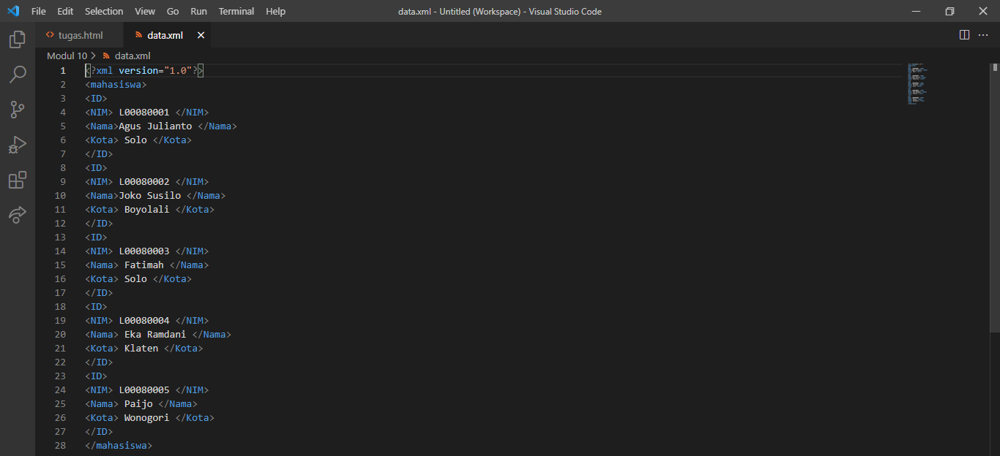 File Edit Selection View Go Run Terminal Help data.xml - Untitled (Workspace) - Visual Studio Code
tugas.html data.xml
Modul 10 > data.xml
1 <?xml version="1.0"?>
2 <mahasiswa>
3 <ID>
4 <NIM> L00080001 </NIM>
5 <Nama>Agus Julianto </Nama>
6 <Kota> Solo </Kota>
7 </ID>
8 <ID>
9 <NIM> L00080002 </NIM>
10 <Nama>Joko Susilo </Nama>
11 <Kota> Boyolali </Kota>
12 </ID>
13 <ID>
14 <NIM> L00080003 </NIM>
15 <Nama> Fatimah </Nama>
16 <Kota> Solo </Kota>
17 </ID>
18 <ID>
19 <NIM> L00080004 </NIM>
20 <Nama> Eka Ramdani </Nama>
21 <Kota> Klaten </Kota>
22 </ID>
23 <ID>
24 <NIM> L00080005 </NIM>
25 <Nama> Paijo </Nama>
26 <Kota> Wonogori </Kota>
27 </ID>
28 </mahasiswa>